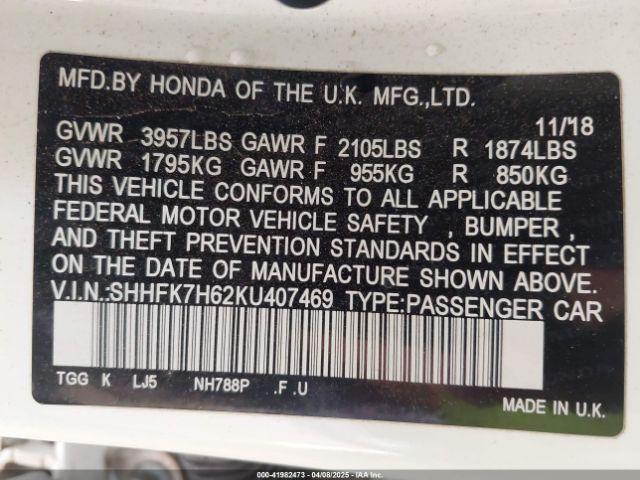 MFD.BY HONDA OF THE U.K. MFG.,LTD.
11/'18
GVWR 3957LBS GAWR F 2105LBS R 1874LBS
GVWR 1795KG GAWR F 955KG R 850KG
THIS VEHICLE CONFORMS TO ALL APPLICABLE
FEDERAL MOTOR VEHICLE SAFETY , BUMPER ,
AND THEFT PREVENTION STANDARDS IN EFFECT
ON THE DATE OF MANUFACTURE SHOWN ABOVE.
V.I.N.:SHHFK7H62KU407469 TYPE:PASSENGER CAR
TGG K LJ5 NH788P .F .U
MADE IN U.K.
000-41982473 | 04/08/2025 - IAA Inc.